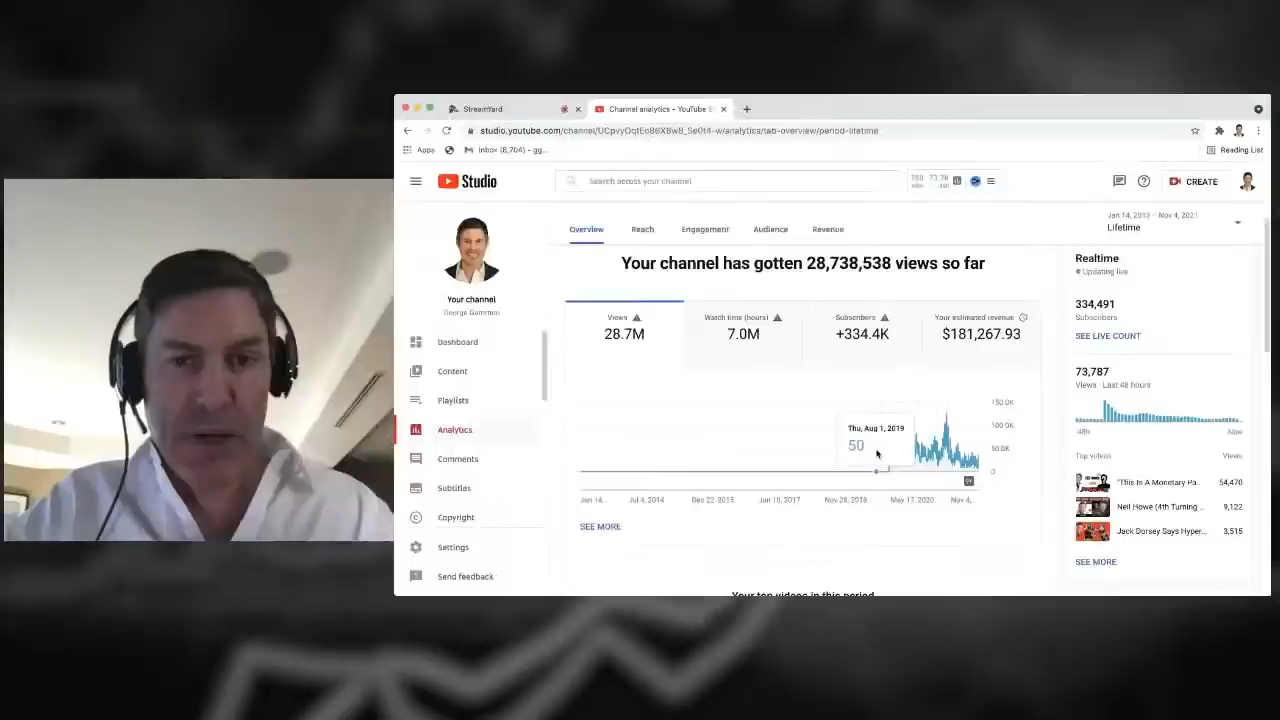 StreamYard
Channel analytics - YouTube S
studio.youtube.com/channel/
/analytics/tab-overview/period-lifetime
Apps
Inbox (8,704) - gg...
Reading List
Studio
Search across your channel
CREATE
Overview
Reach
Engagement
Audience
Revenue
Jan 14, 2013 – Nov 4, 2021
Lifetime
Your channel has gotten 28,738,538 views so far
Your channel
George Gammon
Dashboard
Content
Playlists
Analytics
Comments
Subtitles
Copyright
Settings
Send feedback
Views
28.7M
Watch time (hours)
7.0M
Subscribers
+334.4K
Your estimated revenue
$181,267.93
150.0K
100.0K
50.0K
0
Thu, Aug 1, 2019
50
Jan 14...
Jul 4, 2014
Dec 22, 2015
Jun 10, 2017
Nov 28, 2018
May 17, 2020
Nov 4,...
SEE MORE
Your top videos in this period
Realtime
Updating live
334,491
Subscribers
SEE LIVE COUNT
73,787
Views · Last 48 hours
-48h
Now
Top videos
Views
"This Is A Monetary Pa...
54,470
Neil Howe (4th Turning ...
9,122
Jack Dorsey Says Hyper...
3,515
SEE MORE